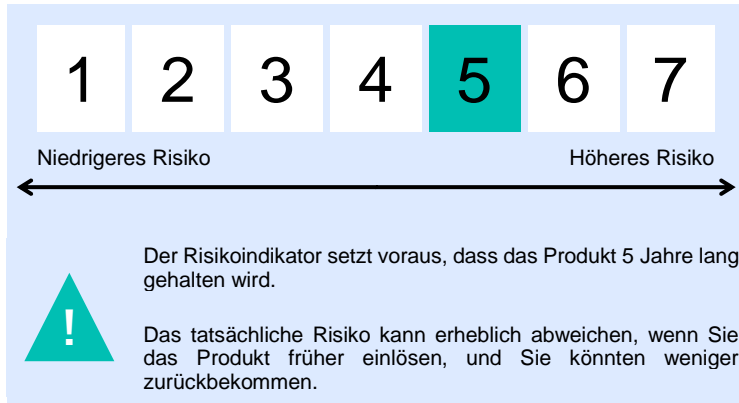 1 2 3 4 5 6 7
Niedrigeres Risiko Höheres Risiko
Der Risikoindikator setzt voraus, dass das Produkt 5 Jahre lang
gehalten wird.
!
Das tatsächliche Risiko kann erheblich abweichen, wenn Sie
das Produkt früher einlösen, und Sie könnten weniger
zurückbekommen.